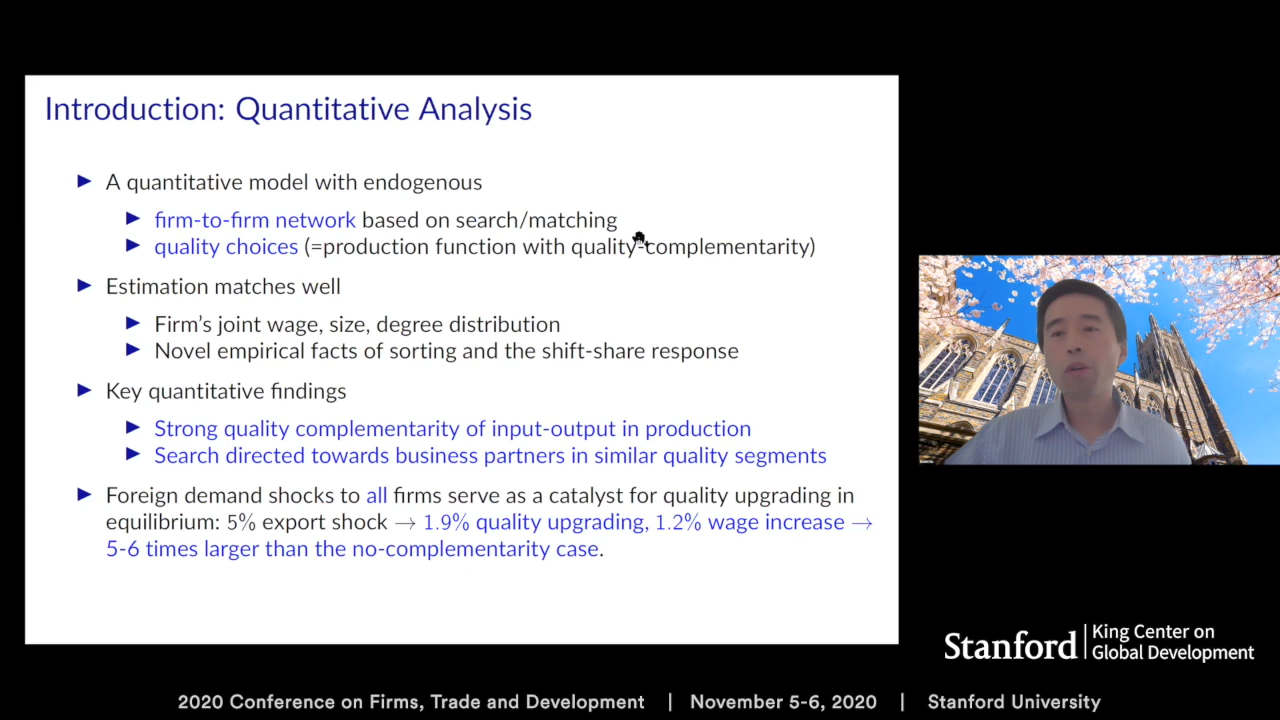 Introduction: Quantitative Analysis
A quantitative model with endogenous
firm-to-firm network based on search/matching
quality choices (=production function with quality-complementarity)
Estimation matches well
Firm's joint wage, size, degree distribution
Novel empirical facts of sorting and the shift-share response
Key quantitative findings
Strong quality complementarity of input-output in production
Search directed towards business partners in similar quality segments
Foreign demand shocks to all firms serve as a catalyst for quality upgrading in
equilibrium: 5% export shock → 1.9% quality upgrading, 1.2% wage increase →
5-6 times larger than the no-complementarity case.
Stanford | King Center on
Global Development
2020 Conference on Firms, Trade and Development | November 5-6, 2020 | Stanford University